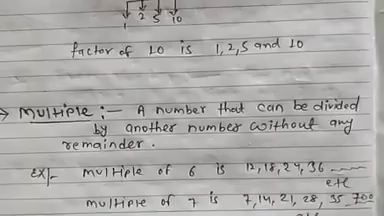 1 2 5 10
factor of 10 is 1,2,5 and 10
→ Multiple :— A number that can be divided
by another number without any
remainder.
EX/- multiple of 6 is 12,18,24,36
etc
multiple of 7 is 7,14, 21, 28, 35